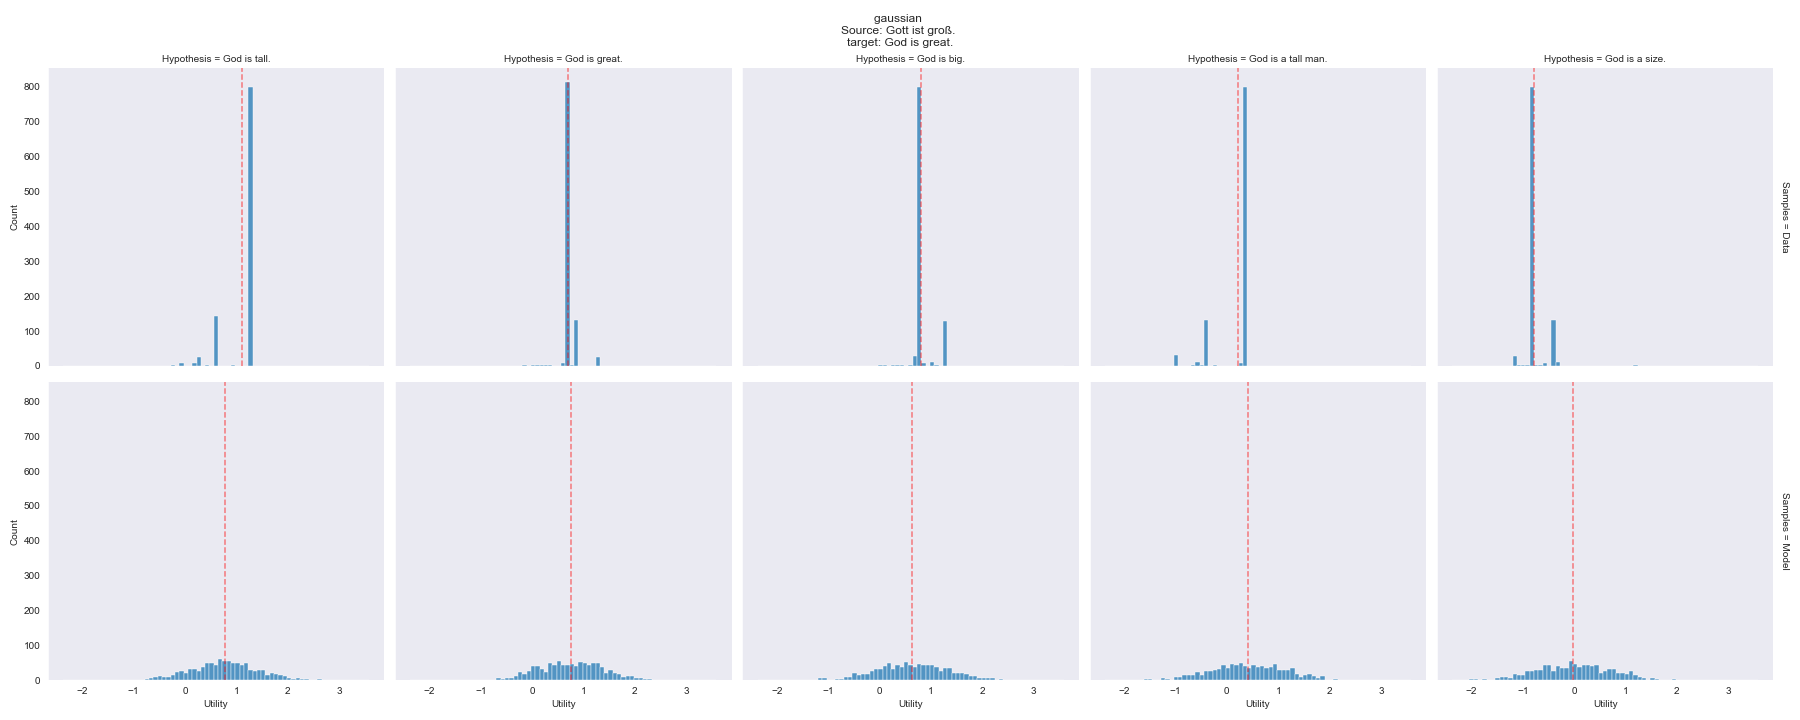 gaussian
Source: Gott ist groß.
target: God is great.
Hypothesis = God is tall.
Hypothesis = God is great.
Hypothesis = God is big.
Hypothesis = God is a tall man.
Hypothesis = God is a size.
800
700
600
500
400
300
200
100
0
Count
Samples = Data
800
700
600
500
400
300
200
100
0
Count
Samples = Model
−2 −1 0 1 2 3
−2 −1 0 1 2 3
−2 −1 0 1 2 3
−2 −1 0 1 2 3
−2 −1 0 1 2 3
Utility
Utility
Utility
Utility
Utility